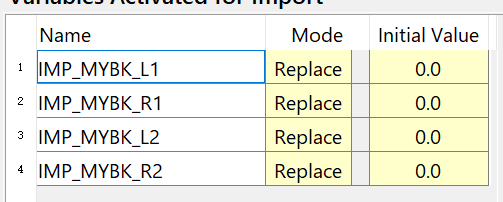 Variables Activated for Import
Name Mode Initial Value
1 IMP_MYBK_L1 Replace 0.0
2 IMP_MYBK_R1 Replace 0.0
3 IMP_MYBK_L2 Replace 0.0
4 IMP_MYBK_R2 Replace 0.0